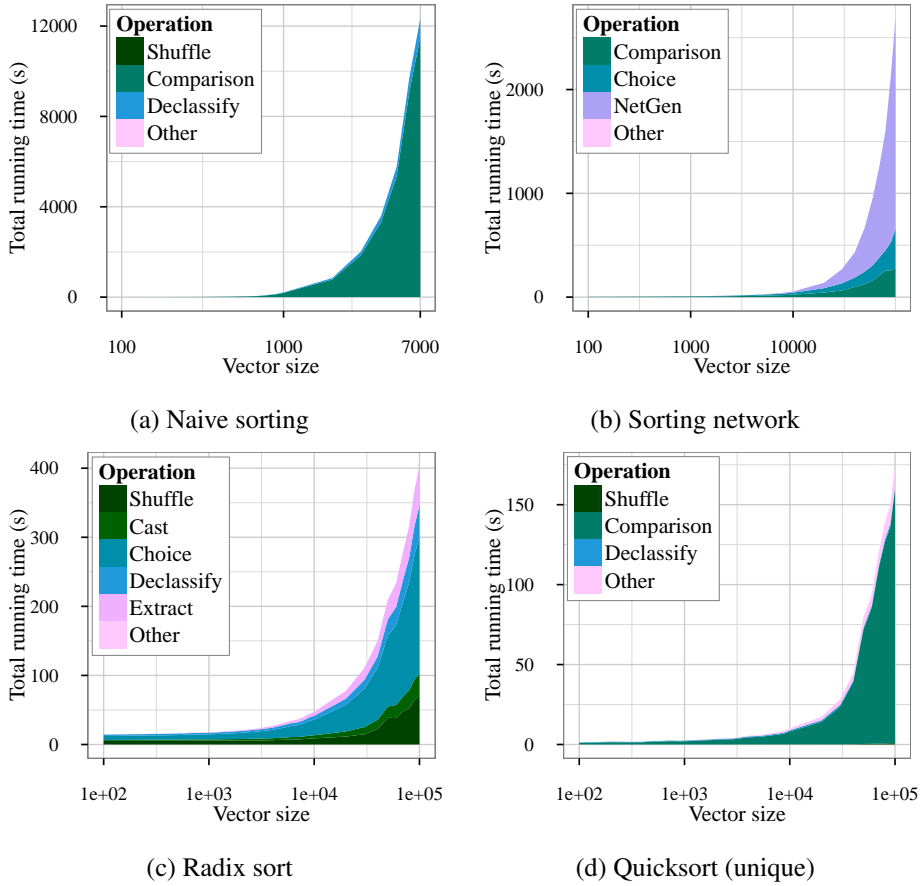 Total running time (s)
12000
8000
4000
0
Operation
Shuffle
Comparison
Declassify
Other
100
1000
7000
Vector size
(a) Naive sorting
Total running time (s)
2000
1000
0
Operation
Comparison
Choice
NetGen
Other
100
1000
10000
Vector size
(b) Sorting network
Total running time (s)
400
300
200
100
0
Operation
Shuffle
Cast
Choice
Declassify
Extract
Other
1e+02
1e+03
1e+04
1e+05
Vector size
(c) Radix sort
Total running time (s)
150
100
50
0
Operation
Shuffle
Comparison
Declassify
Other
1e+02
1e+03
1e+04
1e+05
Vector size
(d) Quicksort (unique)